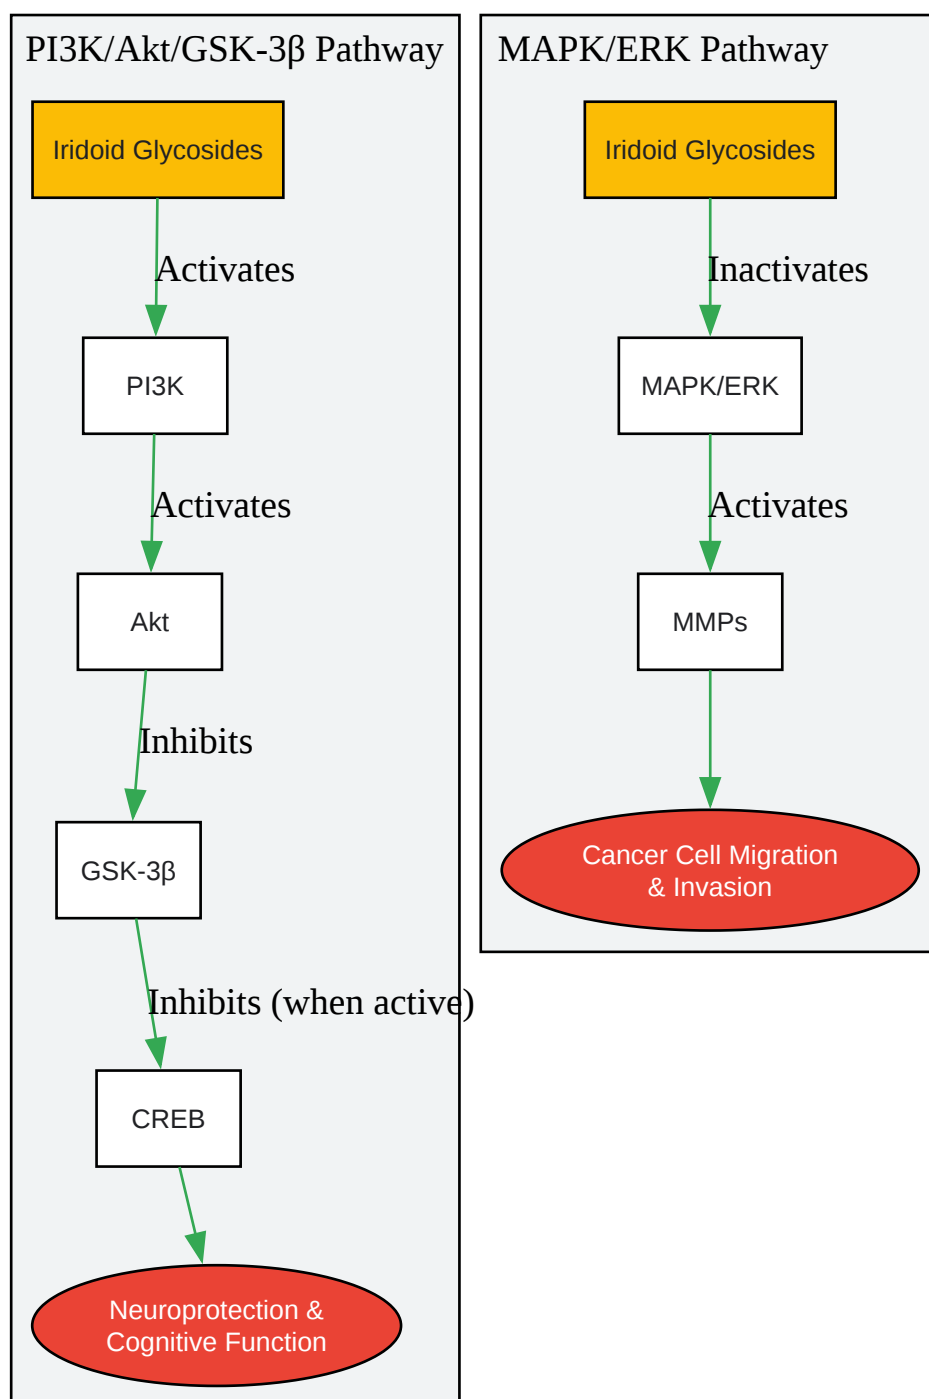 PI3K/Akt/GSK-3β Pathway
Iridoid Glycosides
Activates
PI3K
Activates
Akt
Inhibits
GSK-3β
Inhibits (when active)
CREB
Neuroprotection &
Cognitive Function
MAPK/ERK Pathway
Iridoid Glycosides
Inactivates
MAPK/ERK
Activates
MMPs
Cancer Cell Migration
& Invasion